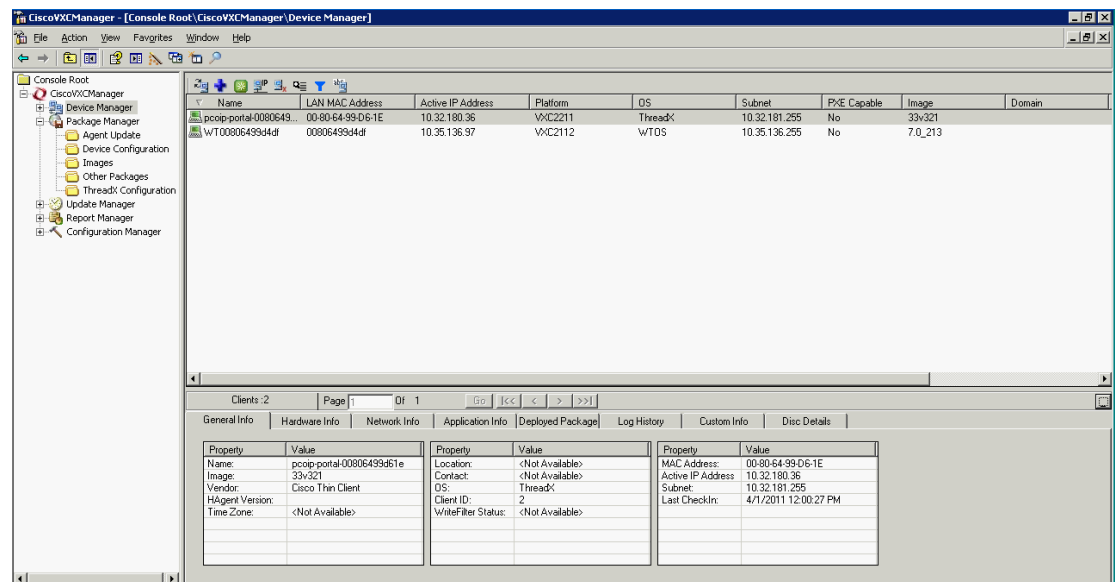 CiscoVXCManager - [Console Root\CiscoVXCManager\Device Manager]
File Action View Favorites Window Help
Console Root
CiscoVXCManager
Device Manager
Package Manager
Agent Update
Device Configuration
Images
Other Packages
ThreadX Configuration
Update Manager
Report Manager
Configuration Manager
Name LAN MAC Address Active IP Address Platform OS Subnet PXE Capable Image Domain
pcoip-portal-0080649... 00-80-64-99-D6-1E 10.32.180.36 VXC2211 ThreadX 10.32.181.255 No 33v321
WT00806499d4df 00806499d4df 10.35.136.97 VXC2112 WTOS 10.35.136.255 No 7.0_213
Clients :2 Page 1 Of 1 Go |<< < > >>|
General Info Hardware Info Network Info Application Info Deployed Package Log History Custom Info Disc Details
Property Value Property Value Property Value
Name: pcoip-portal-00806499d61e Location: <Not Available> MAC Address: 00-80-64-99-D6-1E
Image: 33v321 Contact: <Not Available> Active IP Address 10.32.180.36
Vendor: Cisco Thin Client OS: ThreadX Subnet: 10.32.181.255
HAgent Version: Client ID: 2 Last CheckIn: 4/1/2011 12:00:27 PM
Time Zone: <Not Available> WriteFilter Status: <Not Available>